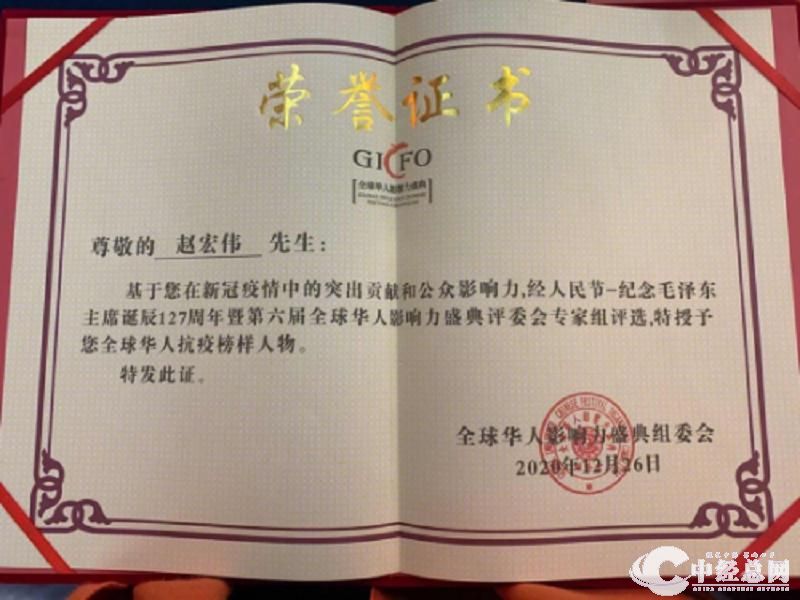 荣誉证书
GICFO
全球华人影响力盛典
尊敬的 赵宏伟 先生：
基于您在新冠疫情中的突出贡献和公众影响力,经人民节-纪念毛泽东
主席诞辰127周年暨第六届全球华人影响力盛典评委会专家组评选,特授予
您全球华人抗疫榜样人物。
特发此证。
全球华人影响力盛典组委会
2020年12月26日
中经总网